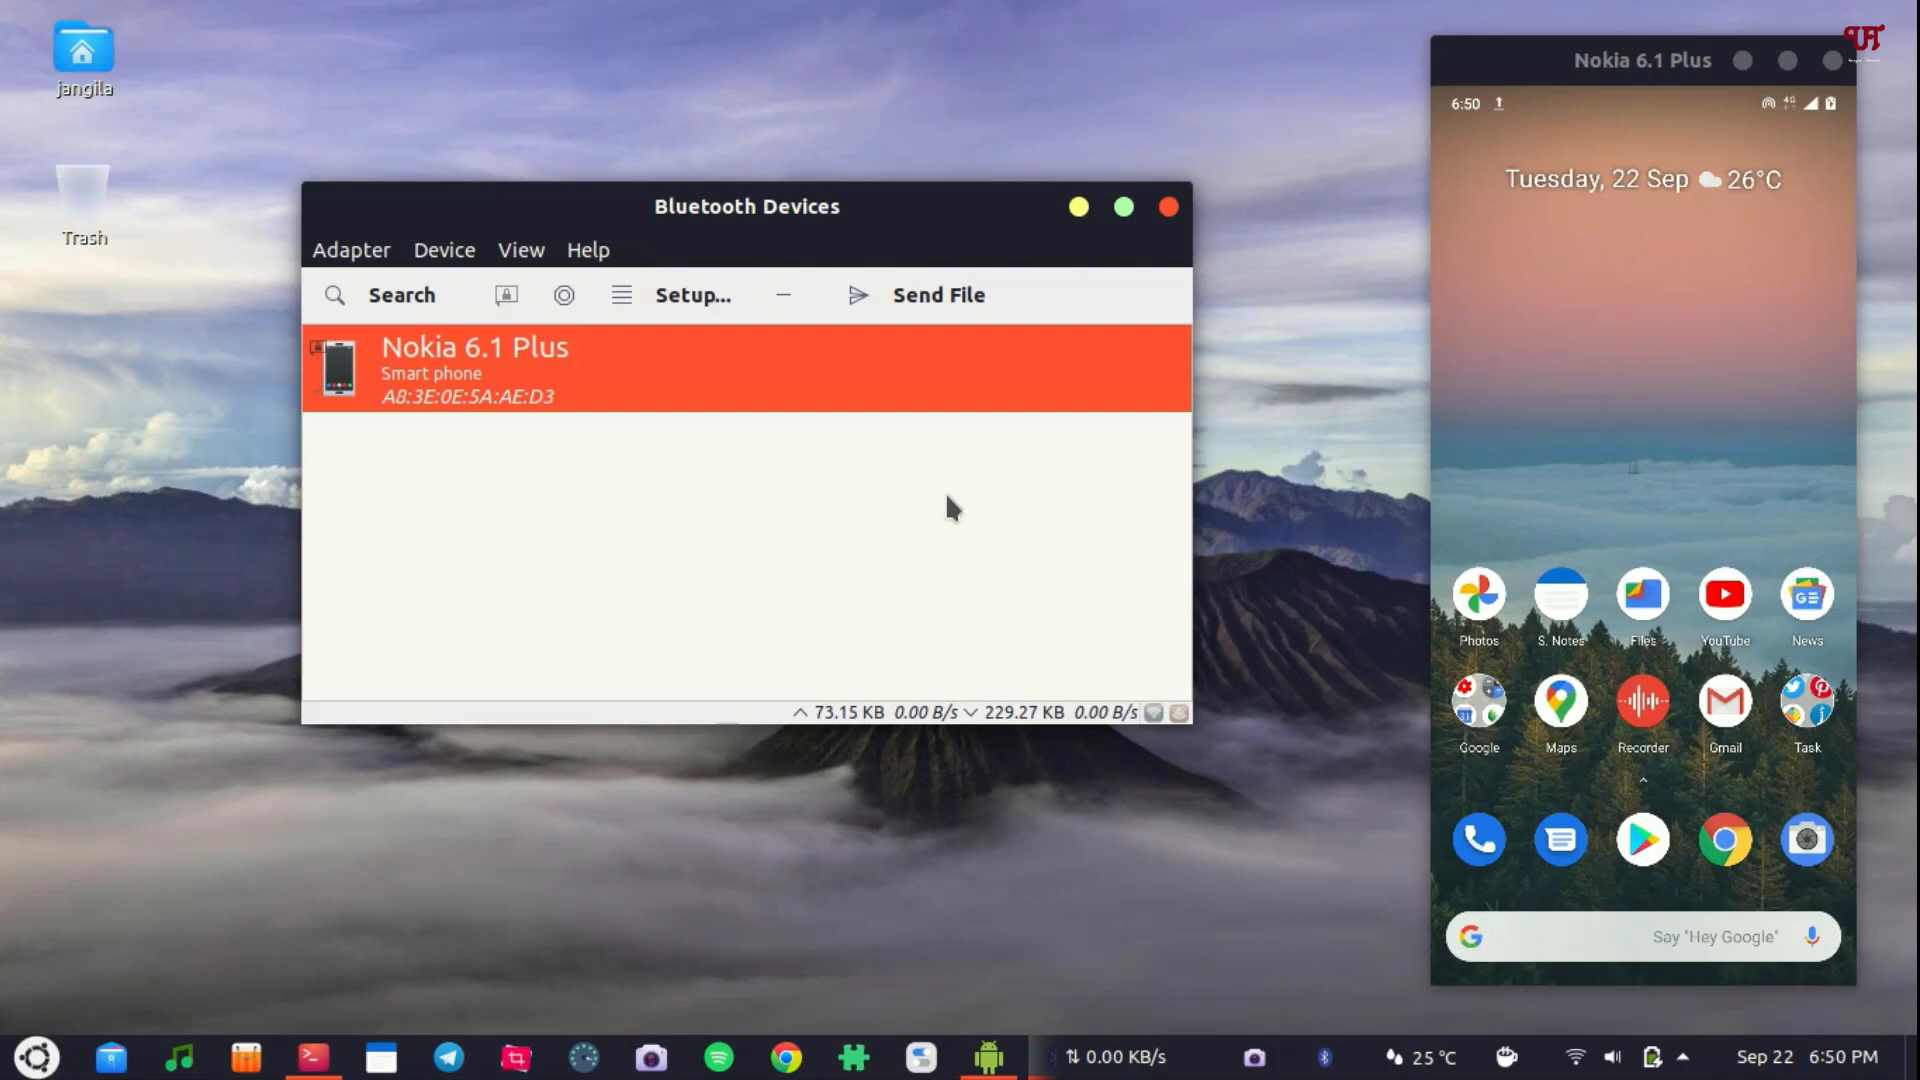 jangila
Trash
Bluetooth Devices
Adapter Device View Help
Search Setup... Send File
Nokia 6.1 Plus
Smart phone
A8:3E:0E:5A:AE:D3
73.15 KB 0.00 B/s 229.27 KB 0.00 B/s
Nokia 6.1 Plus
6:50 4G
Tuesday, 22 Sep 26°C
Photos S. Notes Files YouTube News
Google Maps Recorder Gmail Task
Say "Hey Google"
0.00 KB/s 25 °C Sep 22 6:50 PM